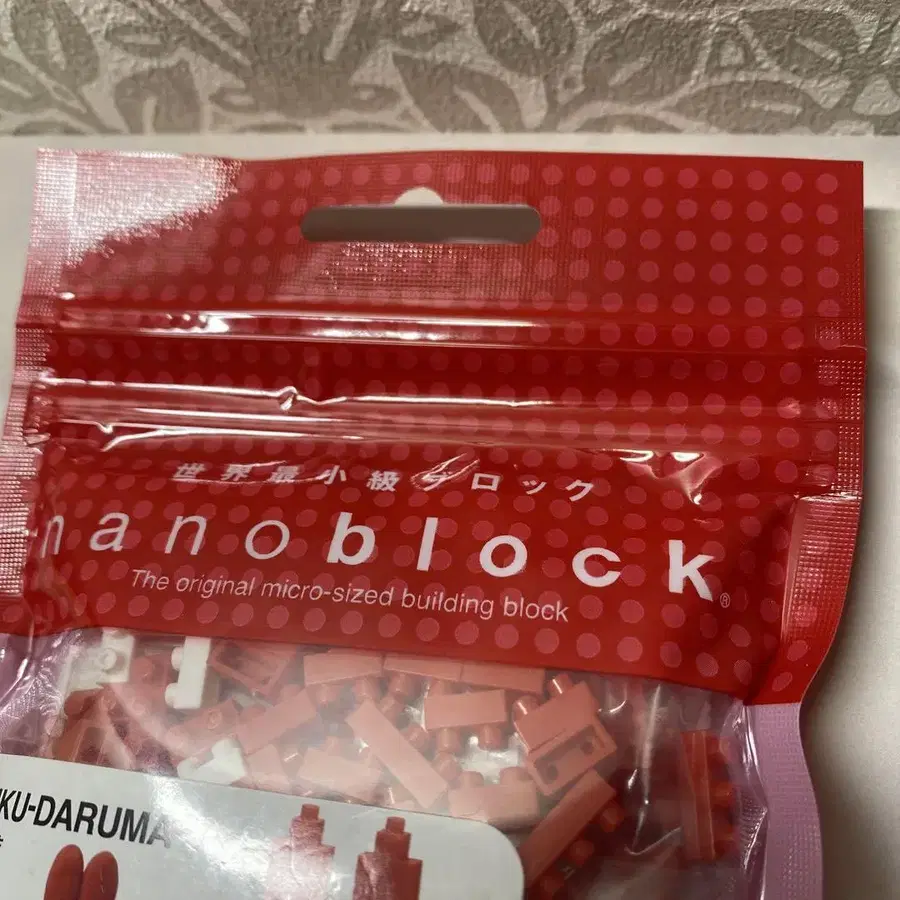 世界最小級ブロック
nanoblock®
The original micro-sized building block
KU-DARUMA